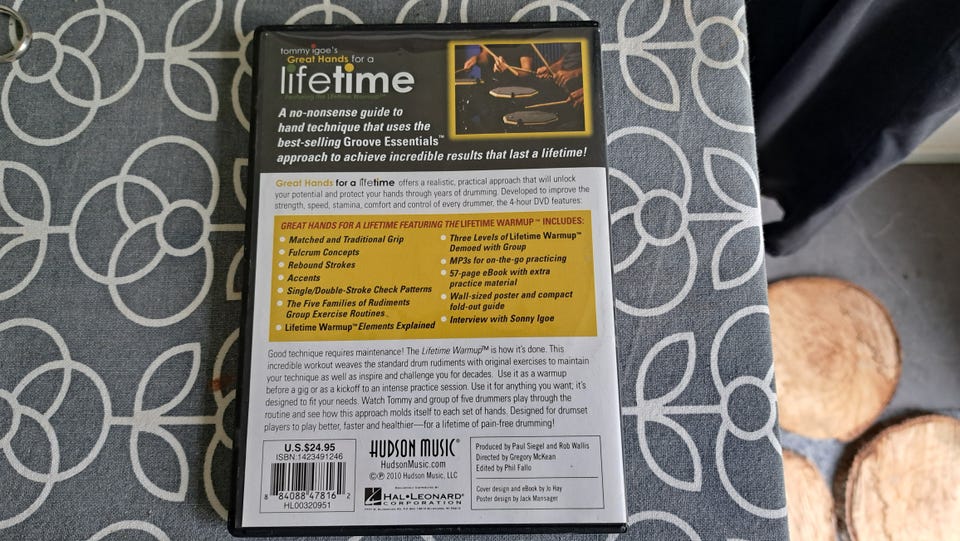 tommy igoe's
Great Hands for a
lifetime
A no-nonsense guide to
hand technique that uses the
best-selling Groove Essentials™
approach to achieve incredible results that last a lifetime!
Great Hands for a lifetime offers a realistic, practical approach that will unlock
your potential and protect your hands through years of drumming. Developed to improve the
strength, speed, stamina, comfort and control of every drummer, the 4-hour DVD features:
GREAT HANDS FOR A LIFETIME FEATURING THE LIFETIME WARMUP™ INCLUDES:
• Matched and Traditional Grip
• Fulcrum Concepts
• Rebound Strokes
• Accents
• Single/Double-Stroke Check Patterns
• The Five Families of Rudiments
Group Exercise Routines
• Lifetime Warmup™ Elements Explained
• Three Levels of Lifetime Warmup™
Demoed with Group
• MP3s for on-the-go practicing
• 57-page eBook with extra
practice material
• Wall-sized poster and compact
fold-out guide
• Interview with Sonny Igoe
Good technique requires maintenance! The Lifetime Warmup™ is how it's done. This
incredible workout weaves the standard drum rudiments with original exercises to maintain
your technique as well as inspire and challenge you for decades. Use it as a warmup
before a gig or as a kickoff to an intense practice session. Use it for anything you want; it's
designed to fit your needs. Watch Tommy and group of five drummers play through the
routine and see how this approach molds itself to each set of hands. Designed for drumset
players to play better, faster and healthier—for a lifetime of pain-free drumming!
U.S.$24.95
ISBN:1423491246
8 84088 47816 2
HL00320951
HUDSON MUSIC®
HudsonMusic.com
©℗ 2010 Hudson Music, LLC
EXCLUSIVELY DISTRIBUTED BY
HAL•LEONARD®
CORPORATION
Produced by Paul Siegel and Rob Wallis
Directed by Gregory McKean
Edited by Phil Fallo
Cover design and eBook by Jo Hay
Poster design by Jack Mansager